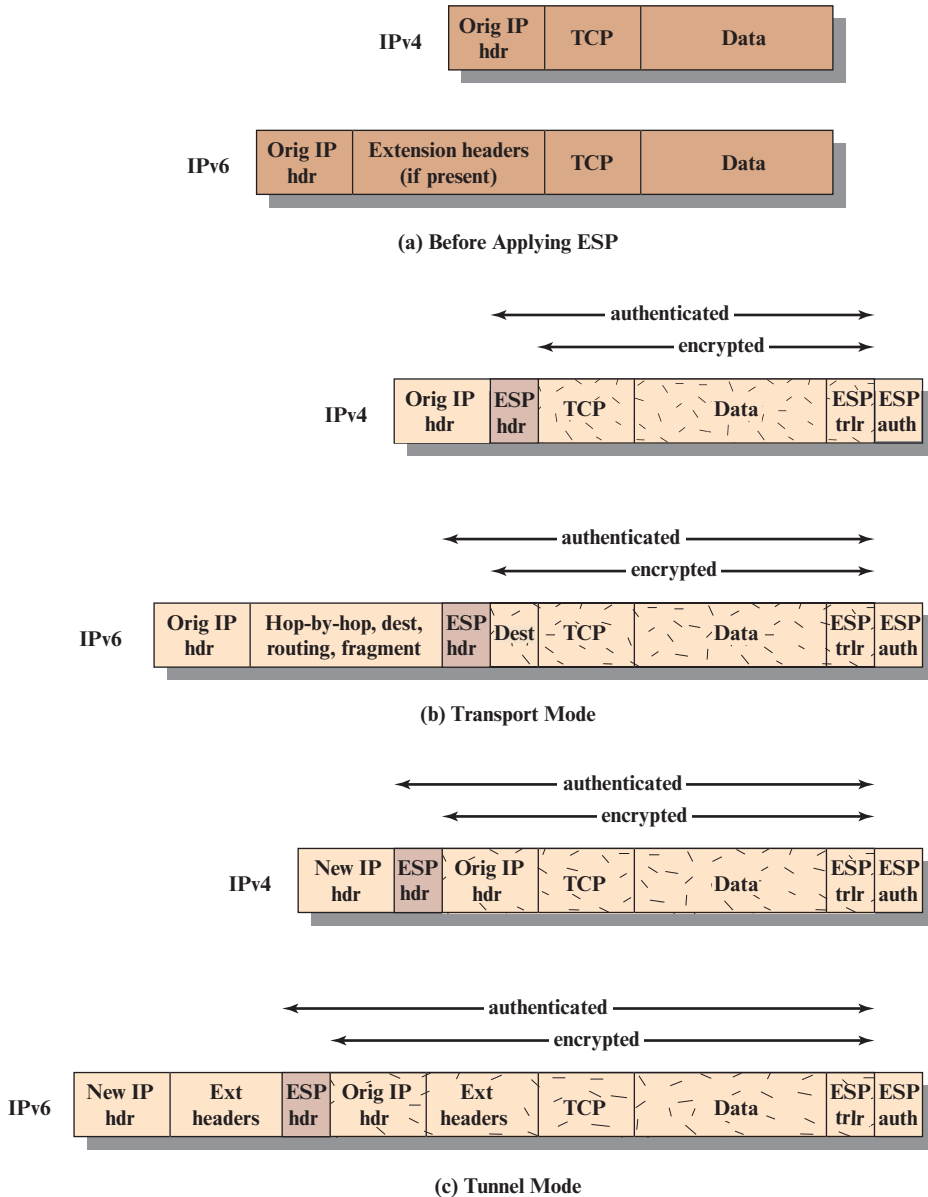 IPv4
Orig IP
hdr
TCP
Data
IPv6
Orig IP
hdr
Extension headers
(if present)
TCP
Data
(a) Before Applying ESP
authenticated
encrypted
IPv4
Orig IP
hdr
ESP
hdr
TCP
Data
ESP
trlr
ESP
auth
authenticated
encrypted
IPv6
Orig IP
hdr
Hop-by-hop, dest,
routing, fragment
ESP
hdr
Dest
TCP
Data
ESP
trlr
ESP
auth
(b) Transport Mode
authenticated
encrypted
IPv4
New IP
hdr
ESP
hdr
Orig IP
hdr
TCP
Data
ESP
trlr
ESP
auth
authenticated
encrypted
IPv6
New IP
hdr
Ext
headers
ESP
hdr
Orig IP
hdr
Ext
headers
TCP
Data
ESP
trlr
ESP
auth
(c) Tunnel Mode